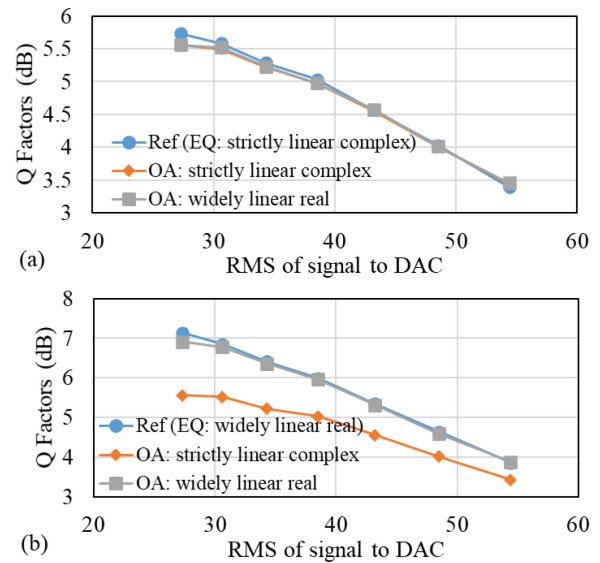 6
5.5
5
4.5
4
3.5
3
Q Factors (dB)
Ref (EQ: strictly linear complex)
OA: strictly linear complex
OA: widely linear real
20 30 40 50 60
(a)
RMS of signal to DAC
8
7
6
5
4
3
Q Factors (dB)
Ref (EQ: widely linear real)
OA: strictly linear complex
OA: widely linear real
20 30 40 50 60
(b)
RMS of signal to DAC